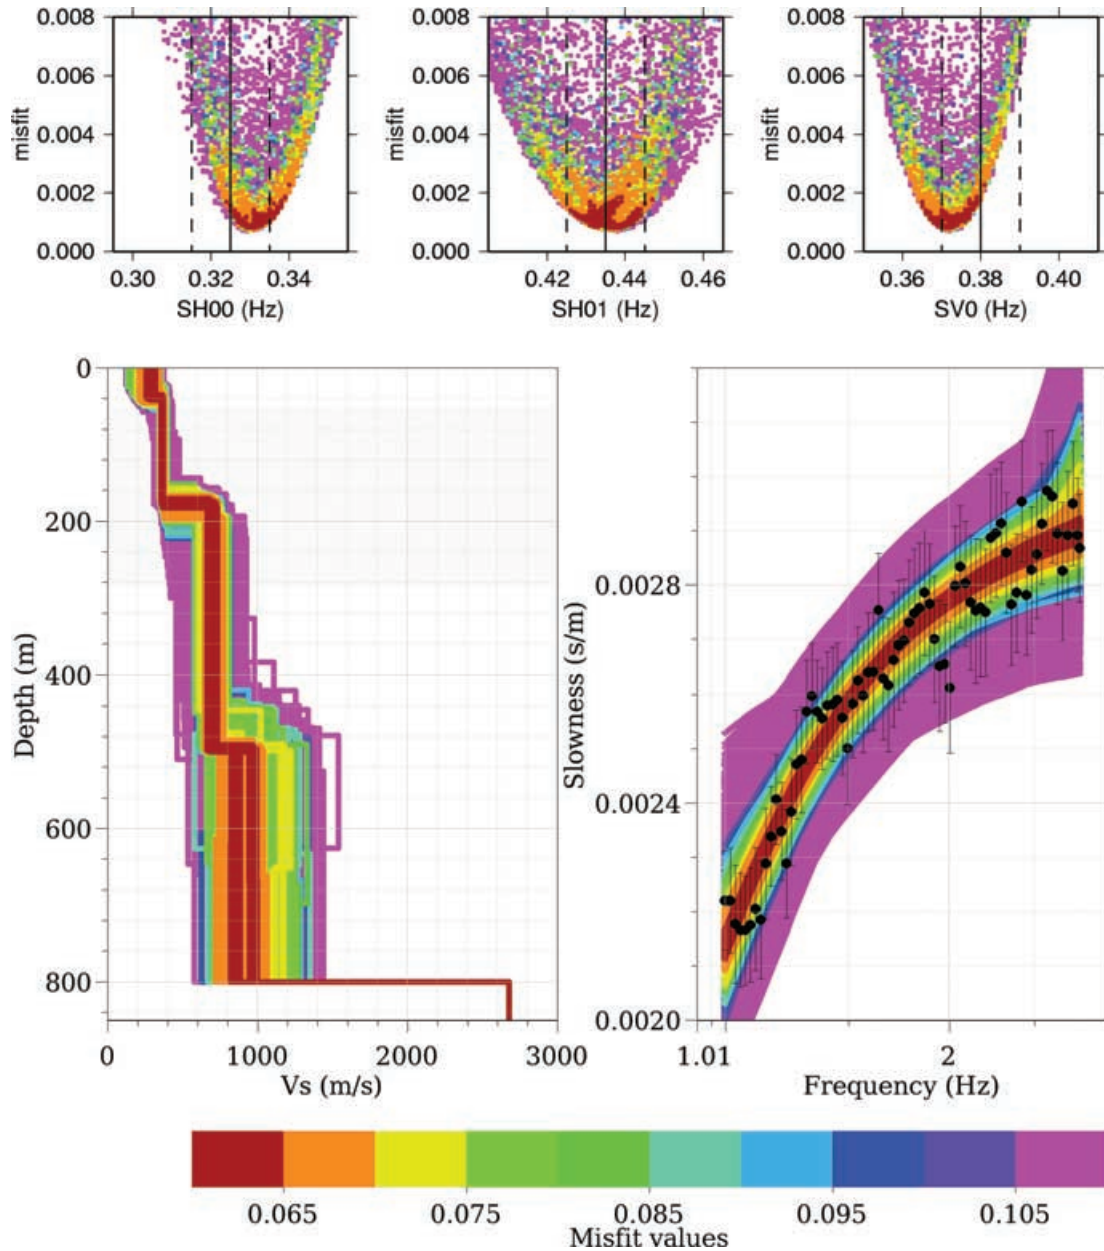 0.008 0.008 0.008
0.006 0.006 0.006
misfit misfit misfit
0.004 0.004 0.004
0.002 0.002 0.002
0.000 0.000 0.000
0.30 0.32 0.34 0.42 0.44 0.46 0.36 0.38 0.40
SH00 (Hz) SH01 (Hz) SV0 (Hz)
0
200
400
600
800
Depth (m)
0 1000 2000 3000
Vs (m/s)
0.0028
0.0024
0.0020
Slowness (s/m)
1.01 2
Frequency (Hz)
0.065 0.075 0.085 0.095 0.105
Misfit values